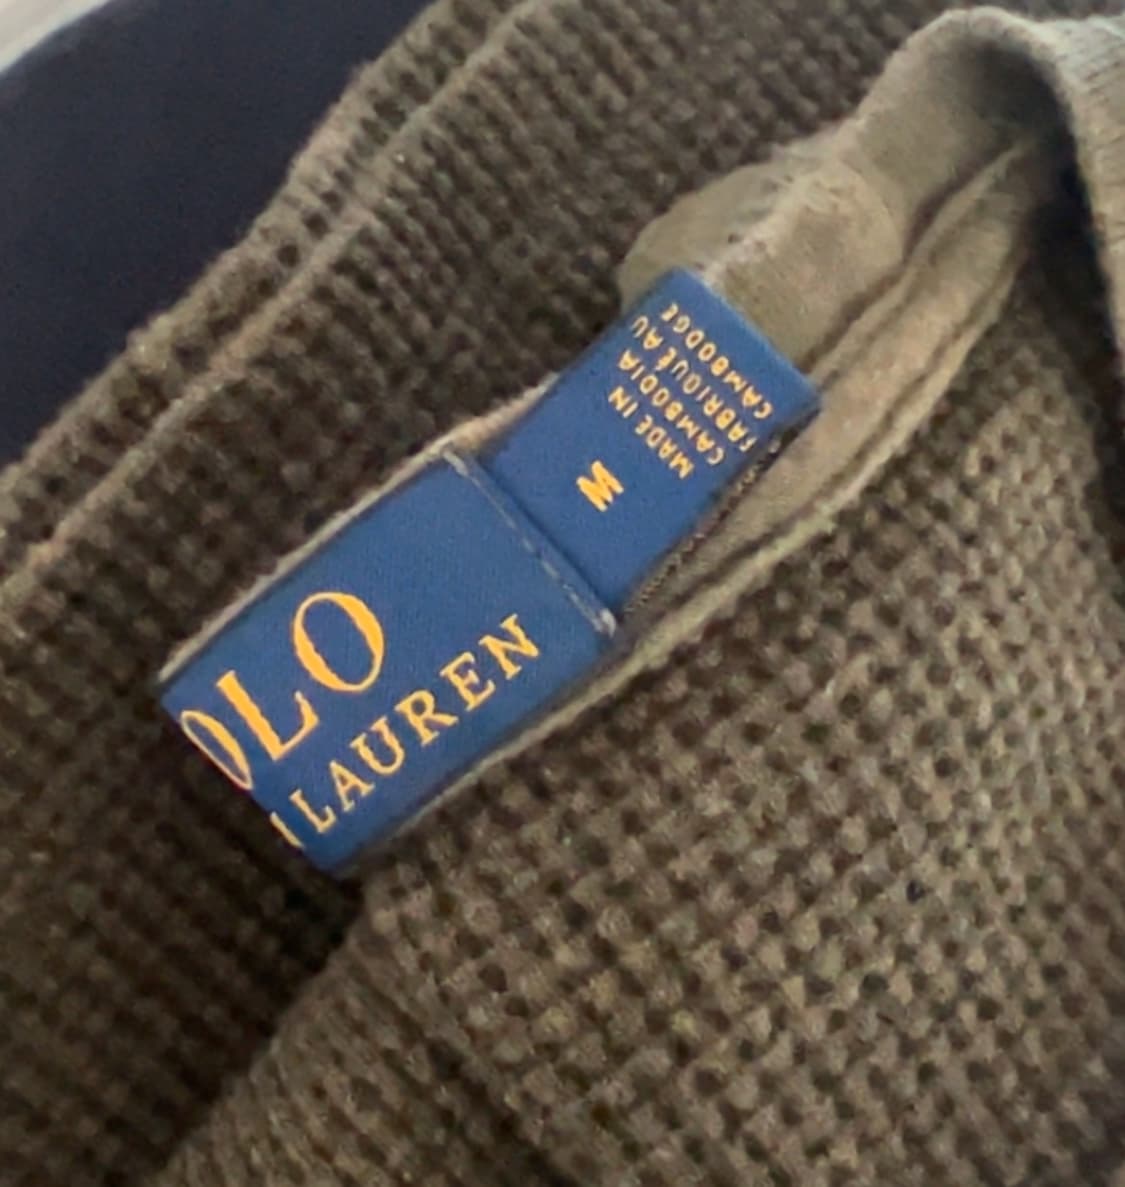 OLO
LAUREN
M
MADE IN
CAMBODIA
FABRIQUÉ AU
CAMBODGE